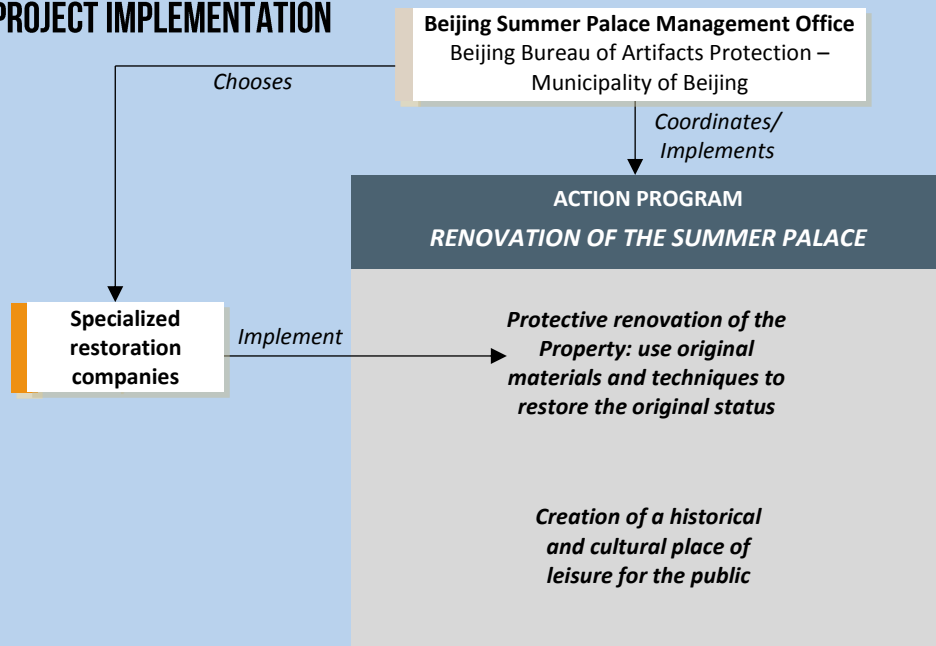 PROJECT IMPLEMENTATION
Beijing Summer Palace Management Office
Beijing Bureau of Artifacts Protection –
Municipality of Beijing
Chooses
Coordinates/
Implements
ACTION PROGRAM
RENOVATION OF THE SUMMER PALACE
Specialized
restoration
companies
Implement
Protective renovation of the
Property: use original
materials and techniques to
restore the original status
Creation of a historical
and cultural place of
leisure for the public